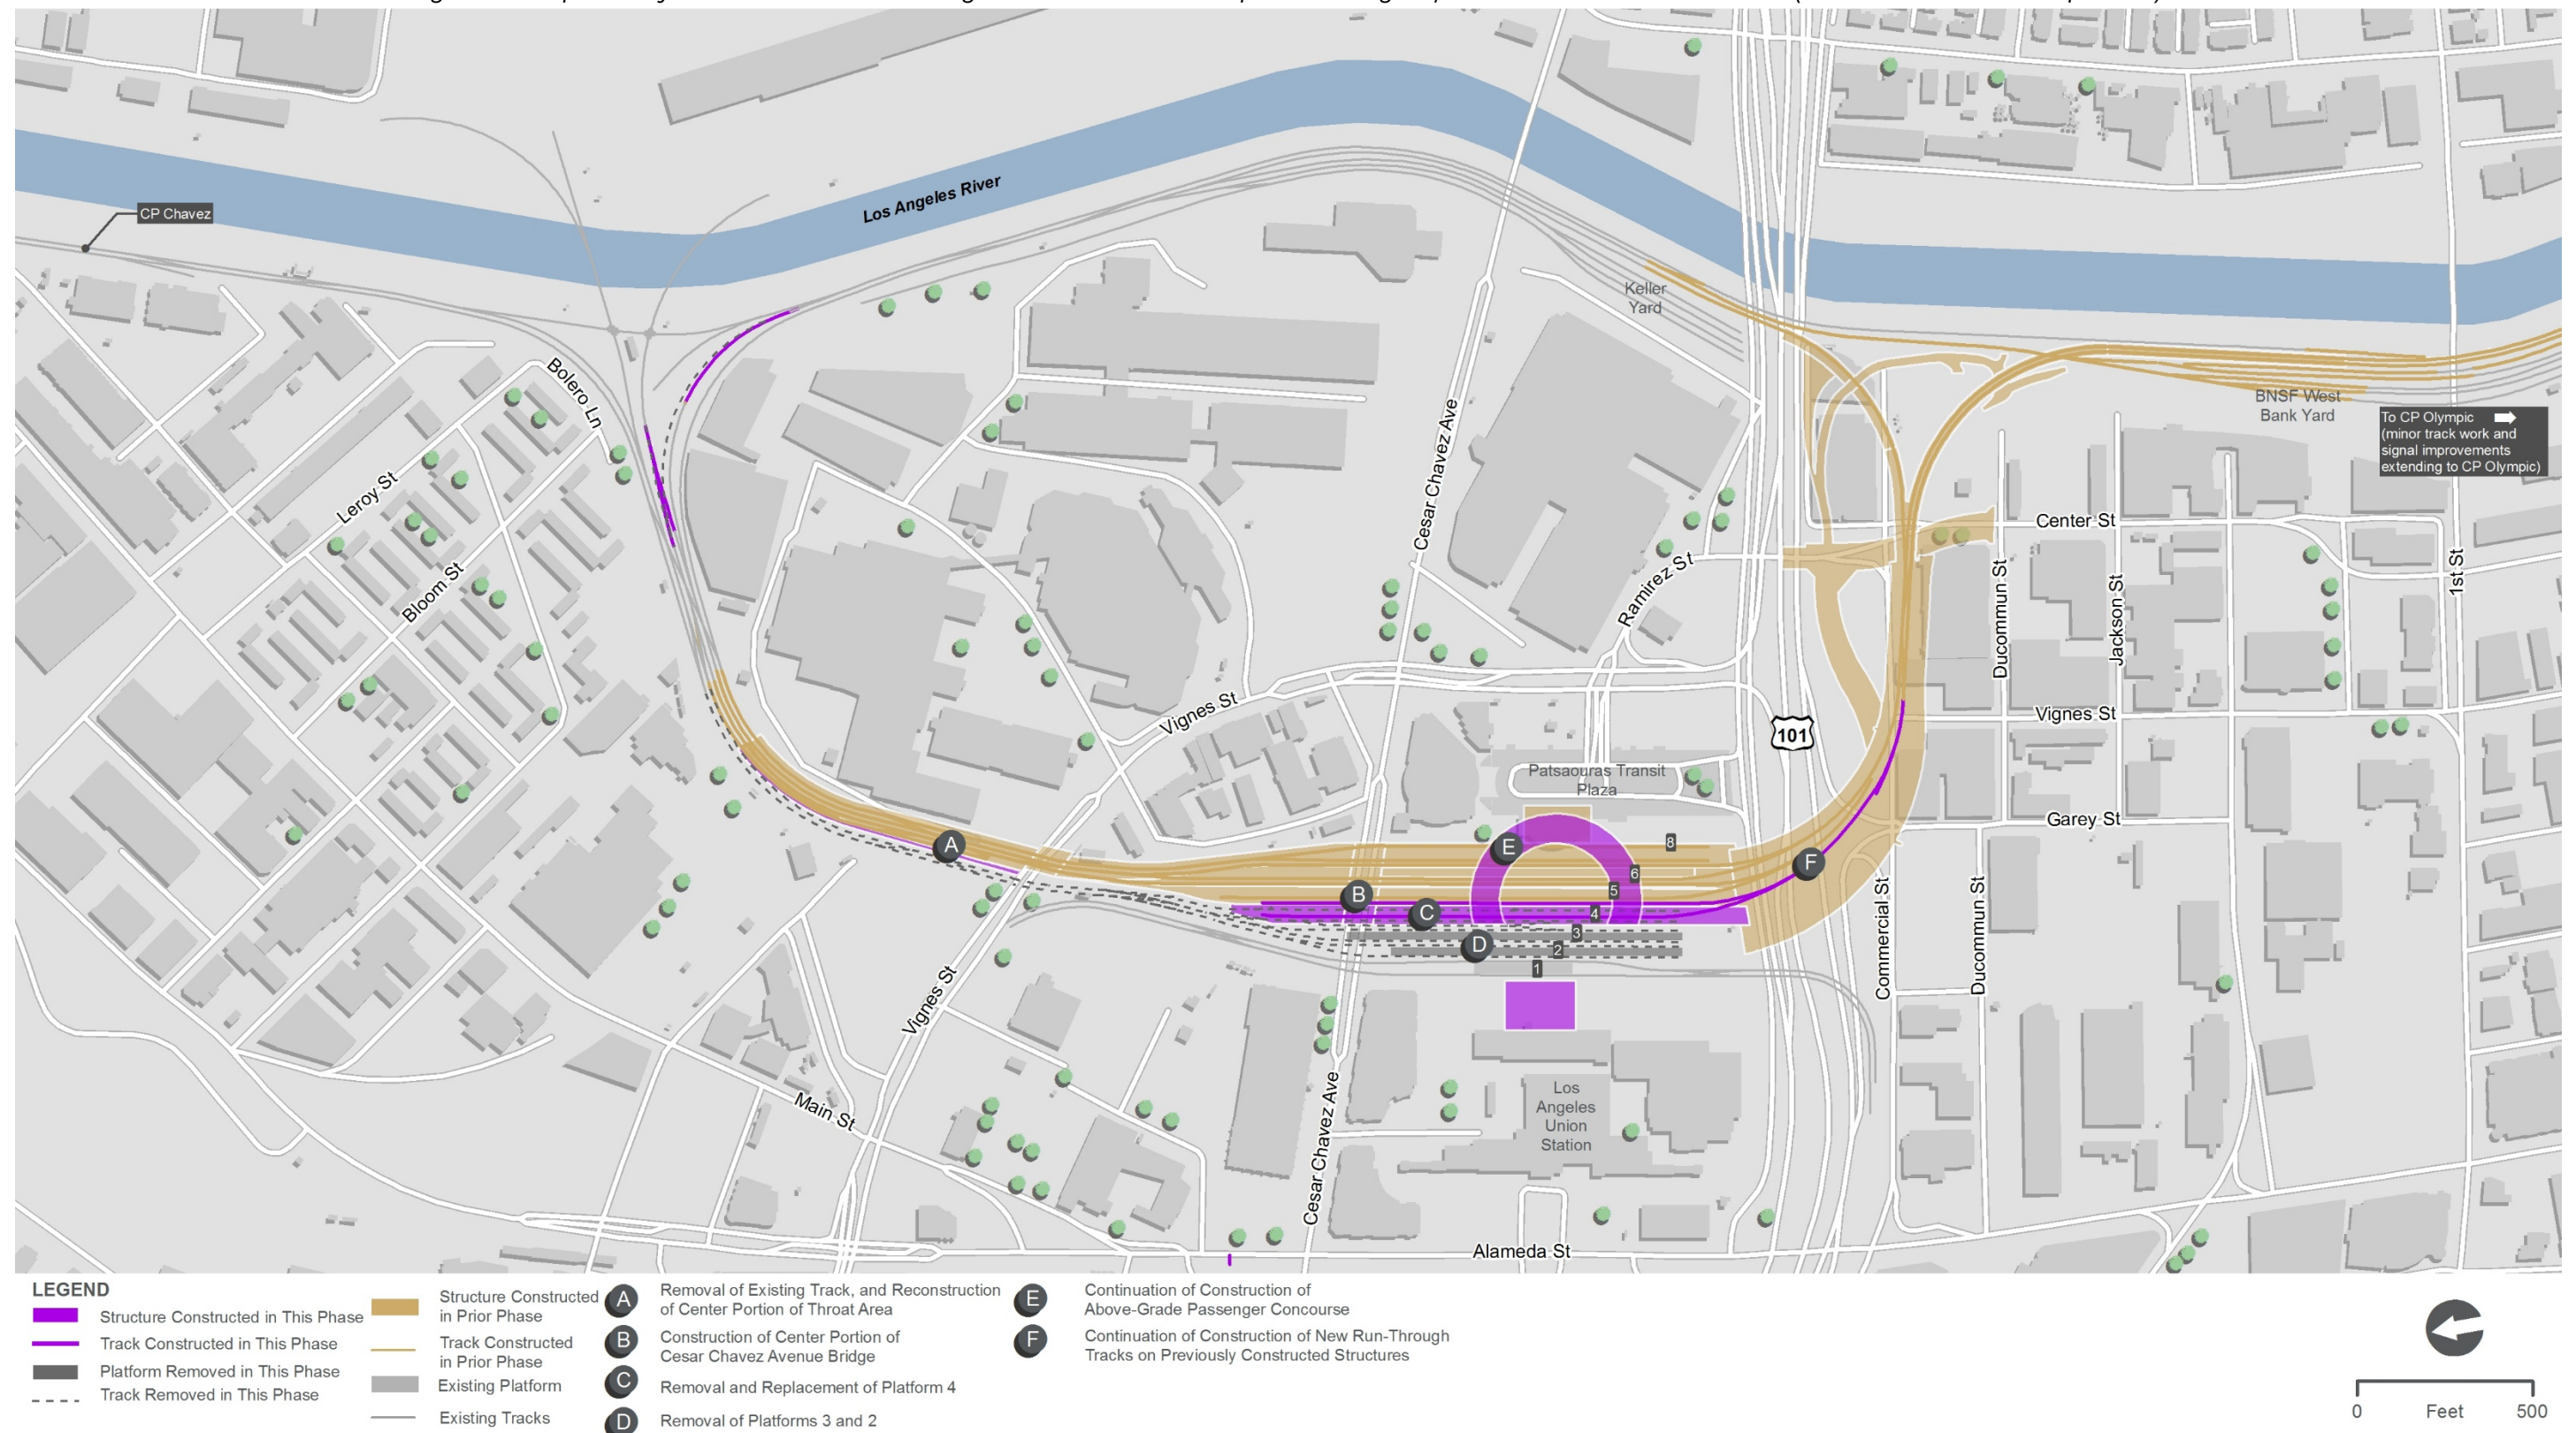 CP Chavez
Los Angeles River
Keller
Yard
BNSF West
Bank Yard
To CP Olympic
(minor track work and
signal improvements
extending to CP Olympic)
Bolero Ln
Leroy St
Bloom St
Cesar Chavez Ave
Ramirez St
Center St
Ducommun St
Jackson St
1st St
Vignes St
Vignes St
101
Patsaouras Transit
Plaza
Garey St
A
B
C
D
E
F
8
6
5
4
3
2
1
Commercial St
Ducommun St
Vignes St
Main St
Cesar Chavez Ave
Los
Angeles
Union
Station
Alameda St
LEGEND
Structure Constructed in This Phase
Track Constructed in This Phase
Platform Removed in This Phase
Track Removed in This Phase
Structure Constructed
in Prior Phase
Track Constructed
in Prior Phase
Existing Platform
Existing Tracks
A
Removal of Existing Track, and Reconstruction
of Center Portion of Throat Area
B
Construction of Center Portion of
Cesar Chavez Avenue Bridge
C
Removal and Replacement of Platform 4
D
Removal of Platforms 3 and 2
E
Continuation of Construction of
Above-Grade Passenger Concourse
F
Continuation of Construction of New Run-Through
Tracks on Previously Constructed Structures
0 Feet 500